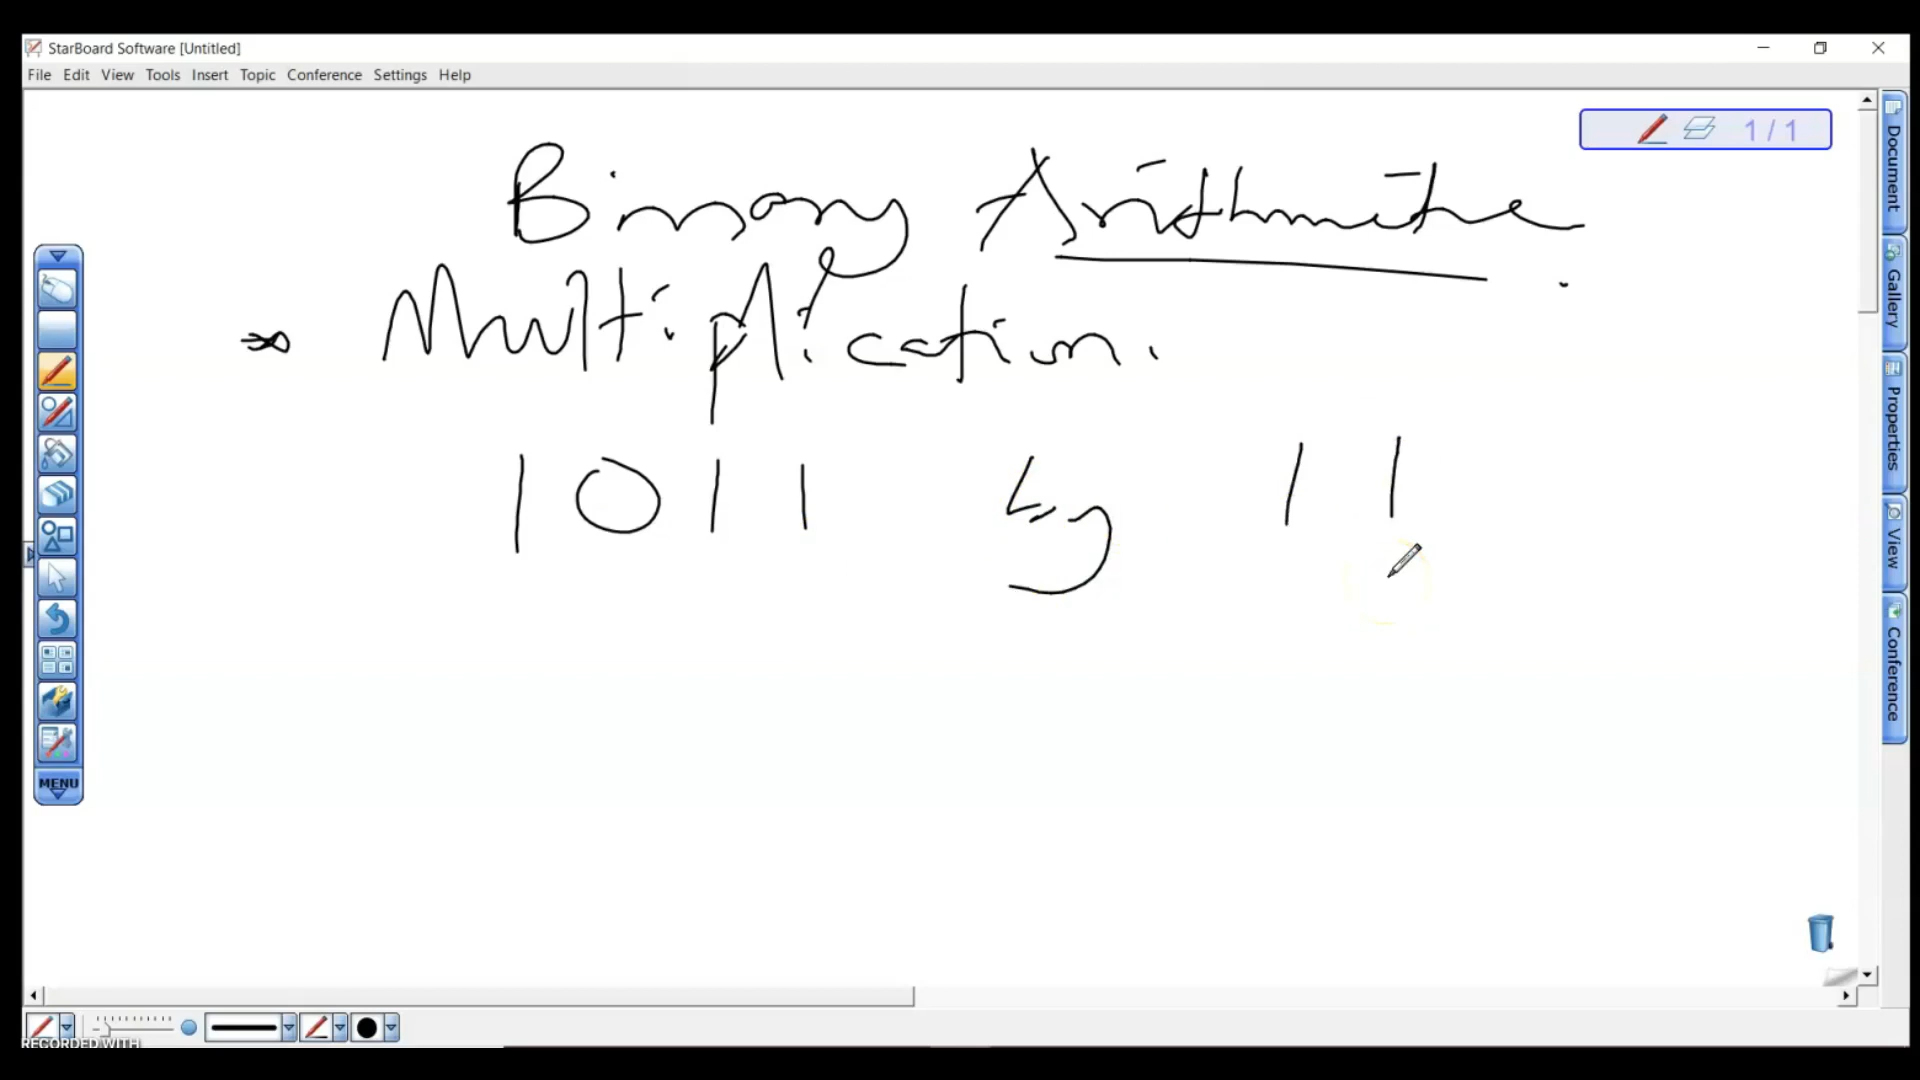 StarBoard Software [Untitled]
File Edit View Tools Insert Topic Conference Settings Help
1 / 1
Binary Arithmetic
Multiplication.
1011 by 11
MENU
Document
Gallery
Properties
View
Conference
RECORDED WITH